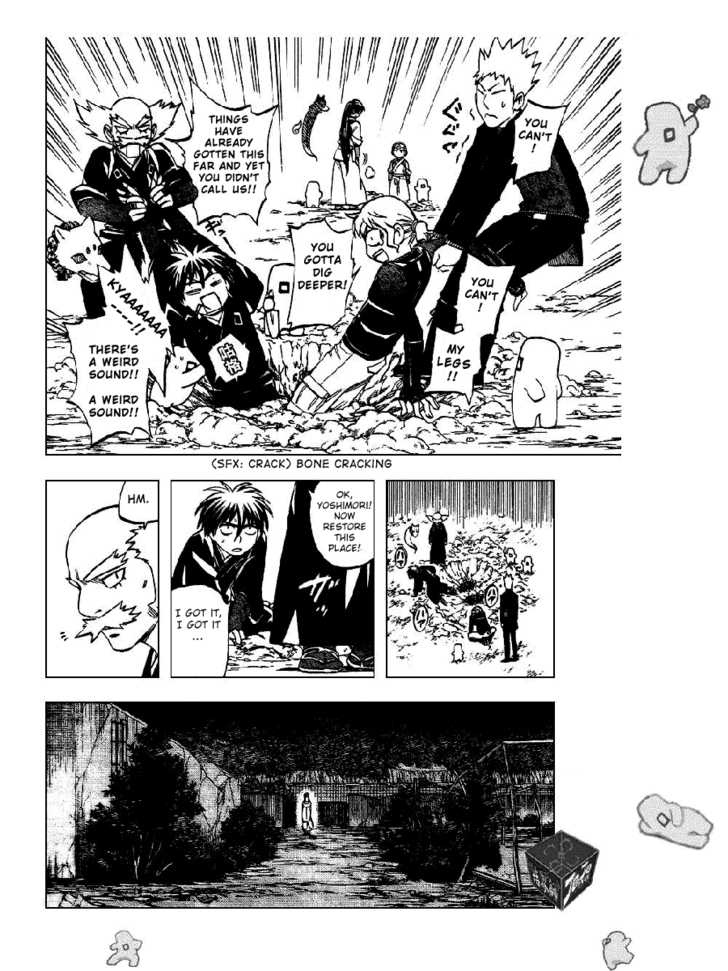 THINGS
HAVE
ALREADY
GOTTEN THIS
FAR AND YET
YOU DIDN'T
CALL US!!
YOU
CAN'T
!
YOU
GOTTA
DIG
DEEPER!
KYAAAAAAA
-----!!
YOU
CAN'T
!
THERE'S
A WEIRD
SOUND!!
A WEIRD
SOUND!!
MY
LEGS
!!
(SFX: CRACK) BONE CRACKING
HM.
OK,
YOSHIMORI!
NOW
RESTORE
THIS
PLACE!
I GOT IT,
I GOT IT
...